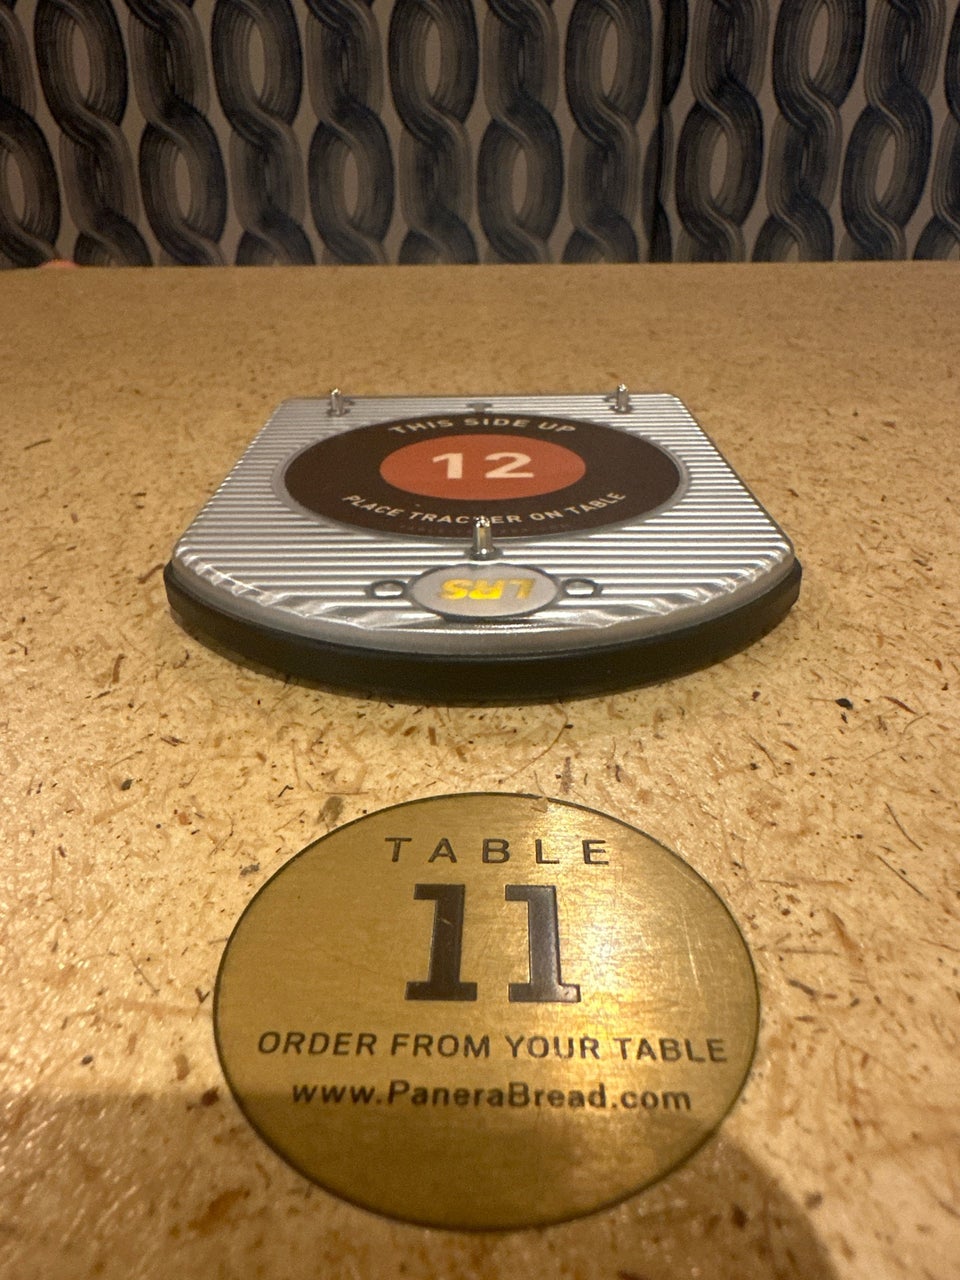 THIS SIDE UP
12
PLACE TRACKER ON TABLE
LRS
TABLE
11
ORDER FROM YOUR TABLE
www.PaneraBread.com